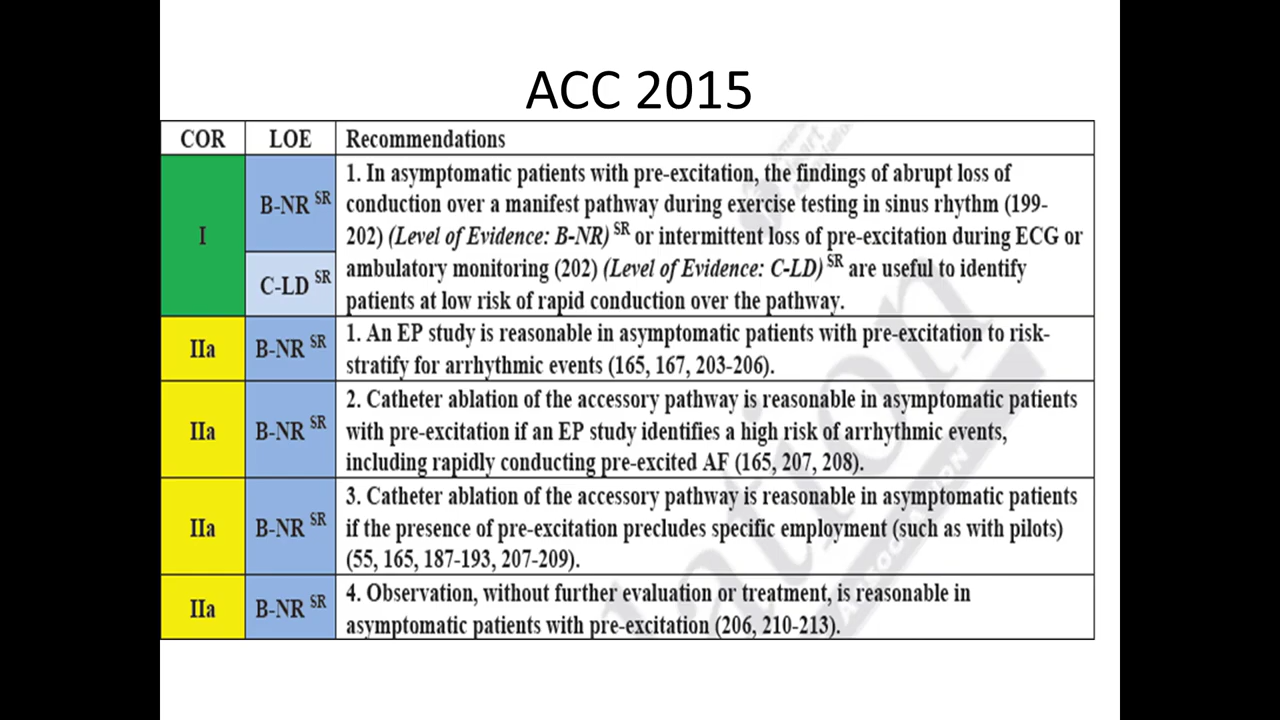 ACC 2015
COR LOE Recommendations
I
B-NR SR
C-LD SR
1. In asymptomatic patients with pre-excitation, the findings of abrupt loss of
conduction over a manifest pathway during exercise testing in sinus rhythm (199-
202) (Level of Evidence: B-NR) SR or intermittent loss of pre-excitation during ECG or
ambulatory monitoring (202) (Level of Evidence: C-LD) SR are useful to identify
patients at low risk of rapid conduction over the pathway.
IIa
B-NR SR
1. An EP study is reasonable in asymptomatic patients with pre-excitation to risk-
stratify for arrhythmic events (165, 167, 203-206).
IIa
B-NR SR
2. Catheter ablation of the accessory pathway is reasonable in asymptomatic patients
with pre-excitation if an EP study identifies a high risk of arrhythmic events,
including rapidly conducting pre-excited AF (165, 207, 208).
IIa
B-NR SR
3. Catheter ablation of the accessory pathway is reasonable in asymptomatic patients
if the presence of pre-excitation precludes specific employment (such as with pilots)
(55, 165, 187-193, 207-209).
IIa
B-NR SR
4. Observation, without further evaluation or treatment, is reasonable in
asymptomatic patients with pre-excitation (206, 210-213).